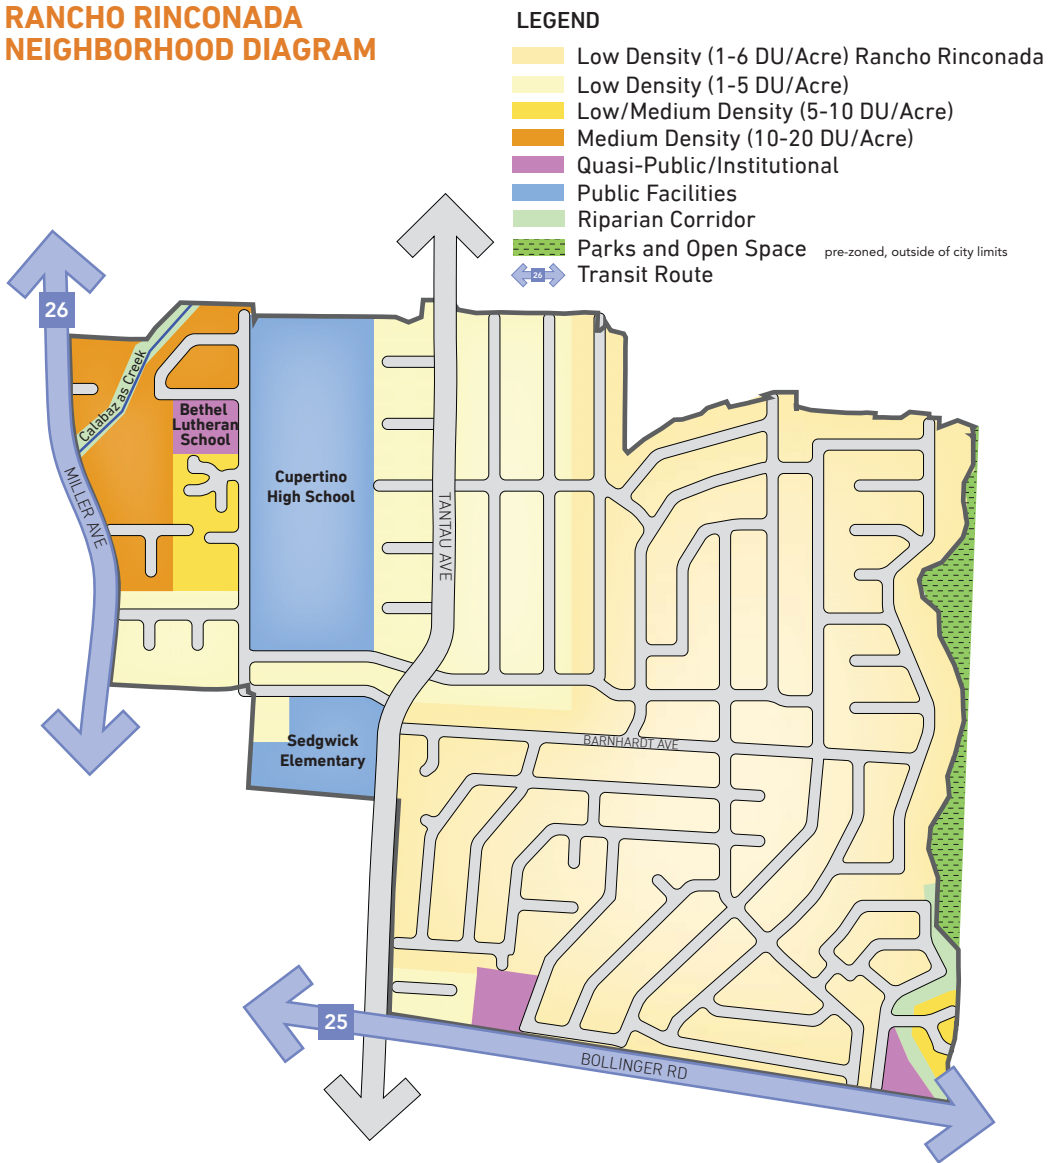 RANCHO RINCONADA
NEIGHBORHOOD DIAGRAM
LEGEND
Low Density (1-6 DU/Acre) Rancho Rinconada
Low Density (1-5 DU/Acre)
Low/Medium Density (5-10 DU/Acre)
Medium Density (10-20 DU/Acre)
Quasi-Public/Institutional
Public Facilities
Riparian Corridor
Parks and Open Space pre-zoned, outside of city limits
26 Transit Route
26
Calabaz as Creek
Bethel
Lutheran
School
MILLER AVE
Cupertino
High School
TANTAU AVE
Sedgwick
Elementary
BARNHARDT AVE
25
BOLLINGER RD